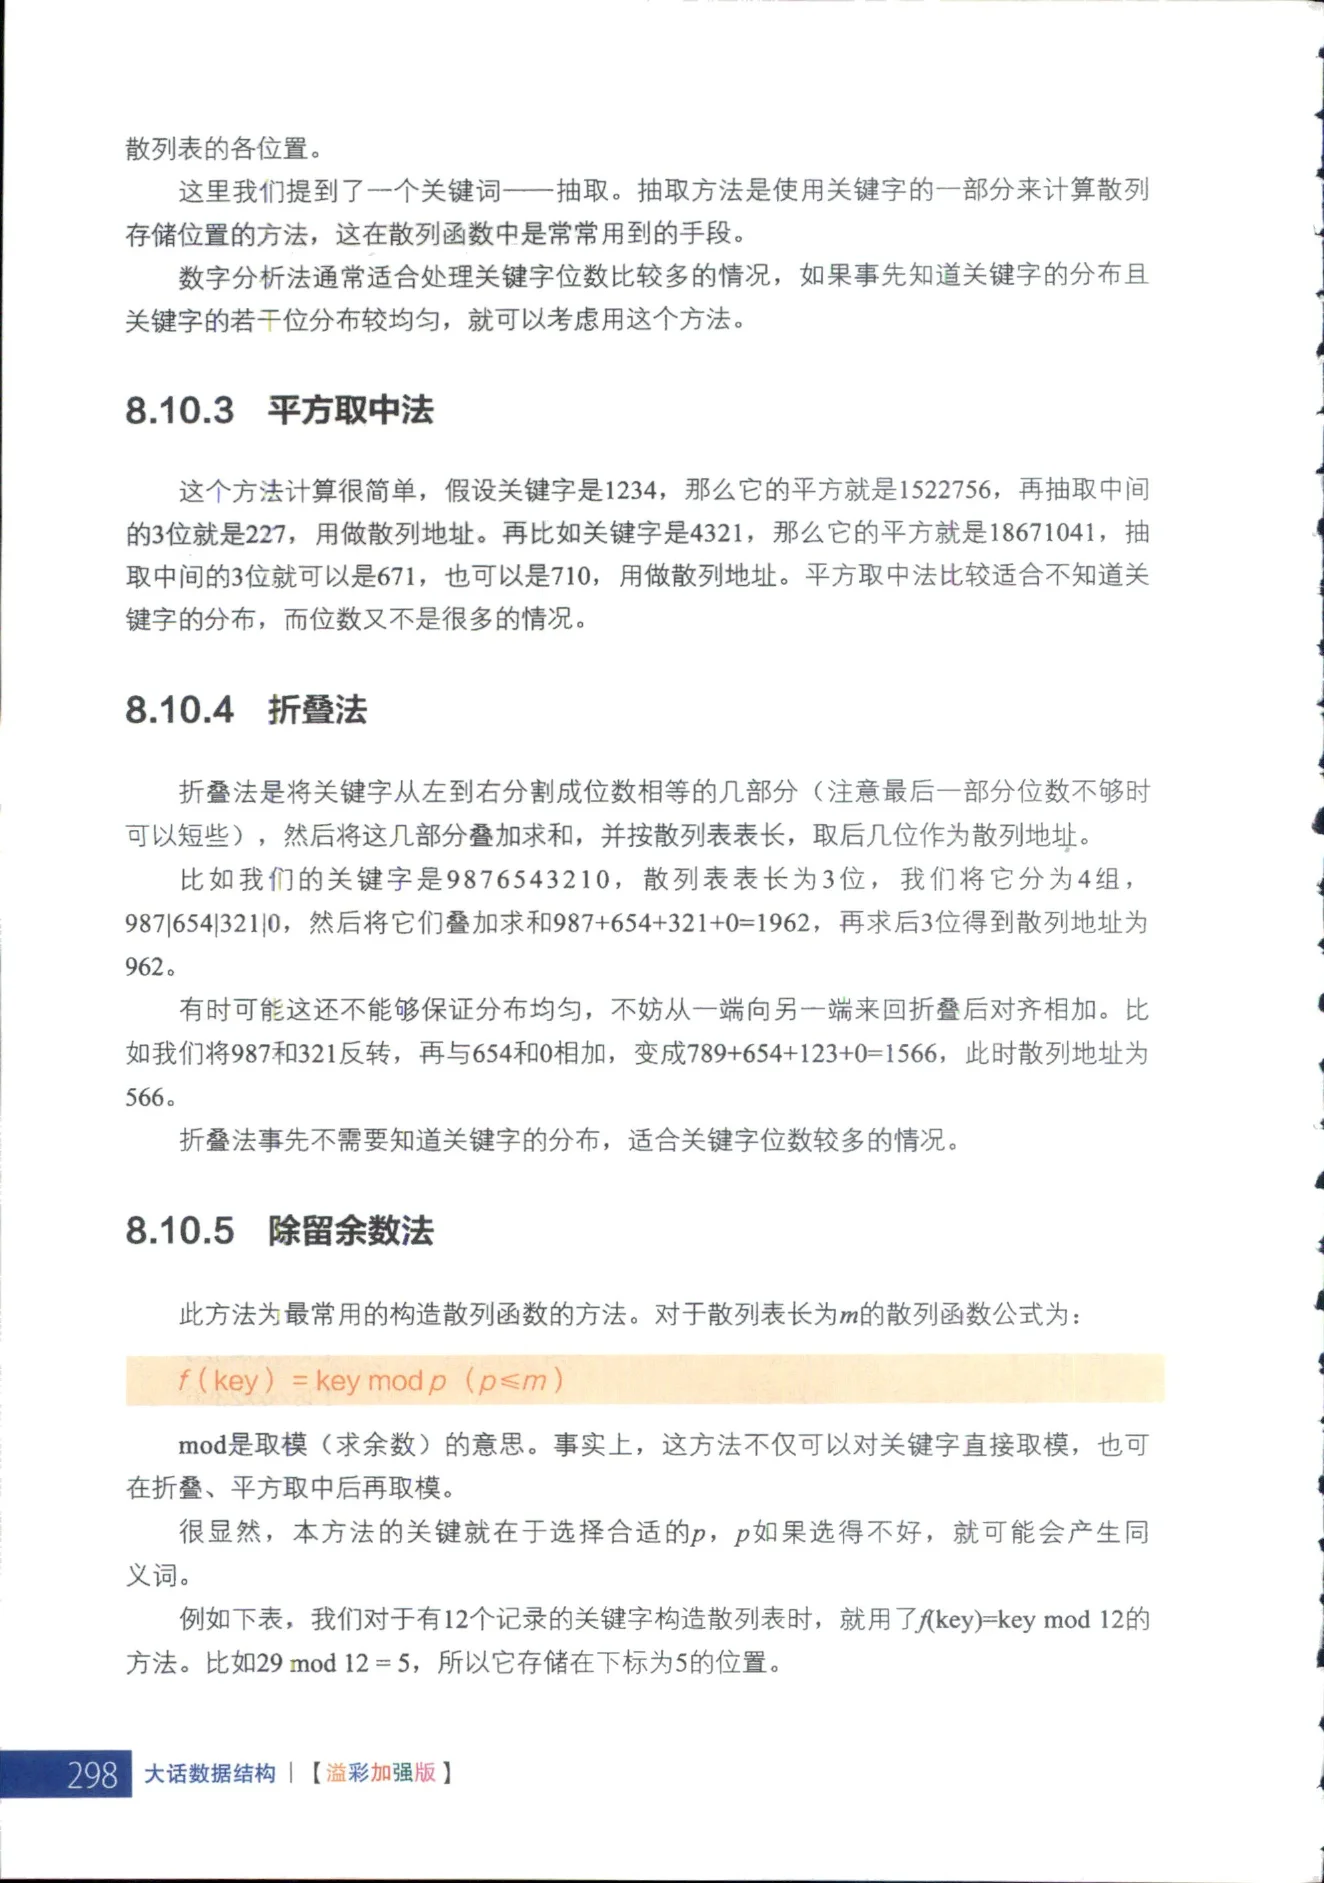 散列表的各位置。
这里我们提到了一个关键词——抽取。抽取方法是使用关键字的一部分来计算散列
存储位置的方法，这在散列函数中是常常用到的手段。
数字分析法通常适合处理关键字位数比较多的情况，如果事先知道关键字的分布且
关键字的若干位分布较均匀，就可以考虑用这个方法。
8.10.3 平方取中法
这个方法计算很简单，假设关键字是1234，那么它的平方就是1522756，再抽取中间
的3位就是227，用做散列地址。再比如关键字是4321，那么它的平方就是18671041，抽
取中间的3位就可以是671，也可以是710，用做散列地址。平方取中法比较适合不知道关
键字的分布，而位数又不是很多的情况。
8.10.4 折叠法
折叠法是将关键字从左到右分割成位数相等的几部分（注意最后一部分位数不够时
可以短些），然后将这几部分叠加求和，并按散列表表长，取后几位作为散列地址。
比如我们的关键字是9876543210，散列表表长为3位，我们将它分为4组，
987|654|321|0，然后将它们叠加求和987+654+321+0=1962，再求后3位得到散列地址为
962。
有时可能这还不能够保证分布均匀，不妨从一端向另一端来回折叠后对齐相加。比
如我们将987和321反转，再与654和0相加，变成789+654+123+0=1566，此时散列地址为
566。
折叠法事先不需要知道关键字的分布，适合关键字位数较多的情况。
8.10.5 除留余数法
此方法为最常用的构造散列函数的方法。对于散列表长为m的散列函数公式为：
f（key）=key mod p（p≤m）
mod是取模（求余数）的意思。事实上，这方法不仅可以对关键字直接取模，也可
在折叠、平方取中后再取模。
很显然，本方法的关键就在于选择合适的p，p如果选得不好，就可能会产生同
义词。
例如下表，我们对于有12个记录的关键字构造散列表时，就用了f(key)=key mod 12的
方法。比如29 mod 12 = 5，所以它存储在下标为5的位置。
298 大话数据结构 | 【溢彩加强版】